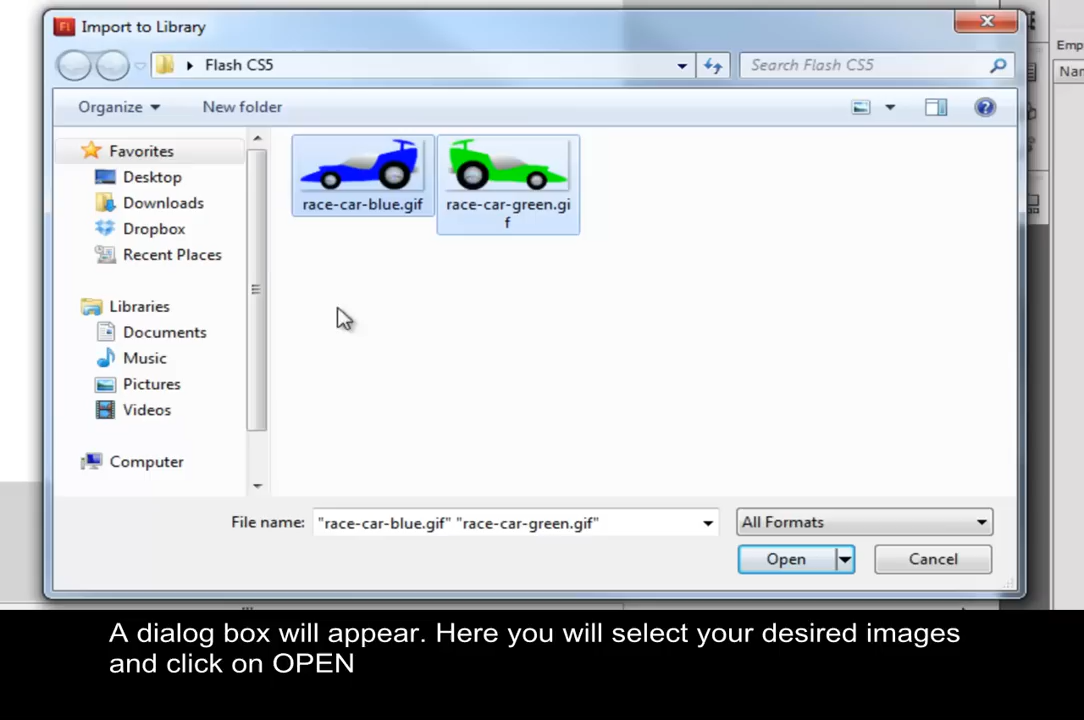 Fl Import to Library
Flash CS5
Search Flash CS5
Organize
New folder
Favorites
Desktop
Downloads
Dropbox
Recent Places
Libraries
Documents
Music
Pictures
Videos
Computer
race-car-blue.gif
race-car-green.gi
f
File name: "race-car-blue.gif" "race-car-green.gif"
All Formats
Open
Cancel
Emp
Nar
A dialog box will appear. Here you will select your desired images
and click on OPEN